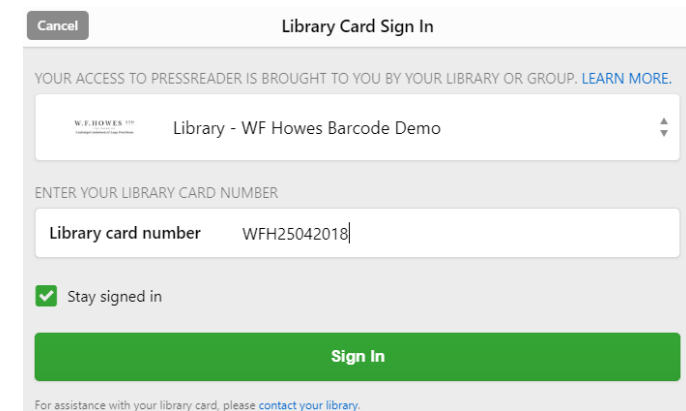 Cancel
Library Card Sign In
YOUR ACCESS TO PRESSREADER IS BROUGHT TO YOU BY YOUR LIBRARY OR GROUP. LEARN MORE.
W.F.HOWES LTD
Library - WF Howes Barcode Demo
ENTER YOUR LIBRARY CARD NUMBER
Library card number WFH25042018
Stay signed in
Sign In
For assistance with your library card, please contact your library.